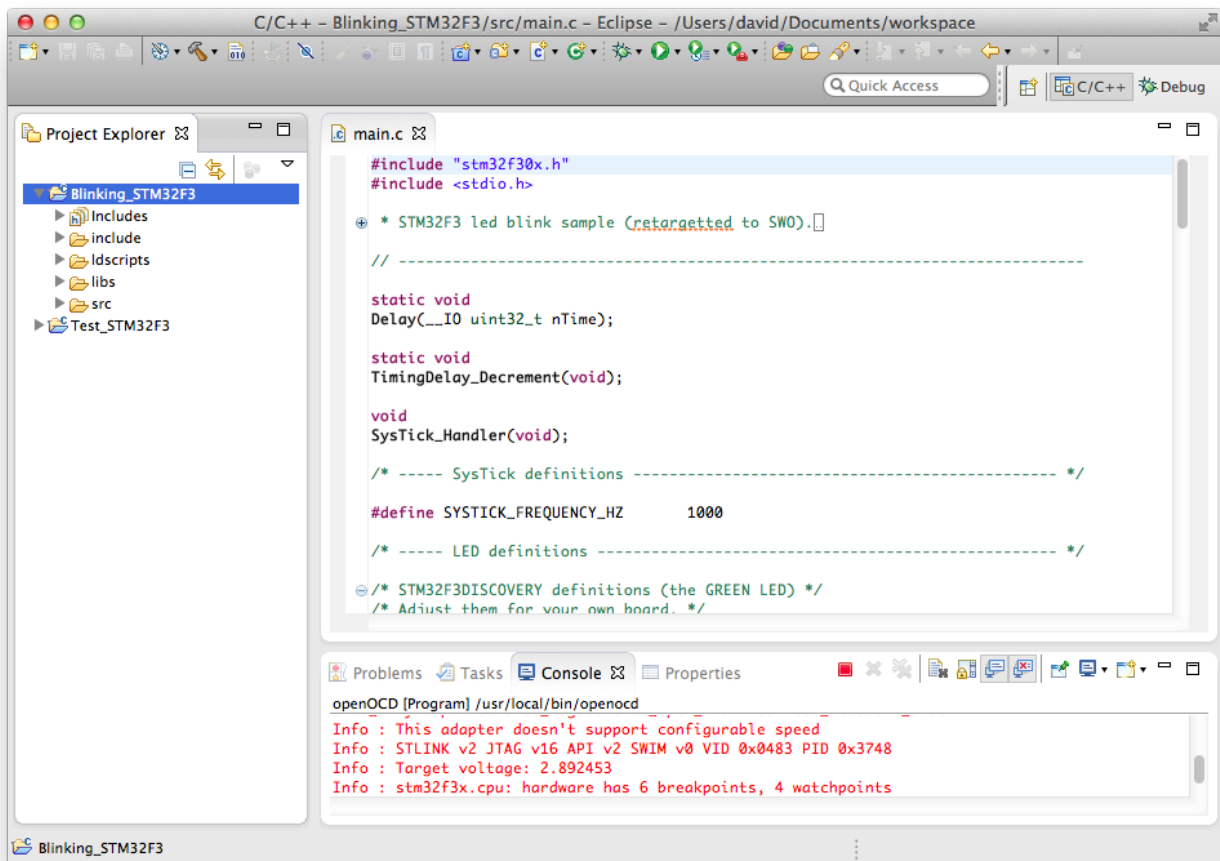 C/C++ – Blinking_STM32F3/src/main.c – Eclipse – /Users/david/Documents/workspace
Quick Access
C/C++
Debug
Project Explorer
Blinking_STM32F3
Includes
include
ldscripts
libs
src
Test_STM32F3
main.c
#include "stm32f30x.h"
#include <stdio.h>
* STM32F3 led blink sample (retargetted to SWO).
// ---------------------------------------------------------------------------
static void
Delay(__IO uint32_t nTime);
static void
TimingDelay_Decrement(void);
void
SysTick_Handler(void);
/* ----- SysTick definitions ----------------------------------------------- */
#define SYSTICK_FREQUENCY_HZ       1000
/* ----- LED definitions --------------------------------------------------- */
/* STM32F3DISCOVERY definitions (the GREEN LED) */
/* Adjust them for your own board. */
Problems
Tasks
Console
Properties
openOCD [Program] /usr/local/bin/openocd
Info : This adapter doesn't support configurable speed
Info : STLINK v2 JTAG v16 API v2 SWIM v0 VID 0x0483 PID 0x3748
Info : Target voltage: 2.892453
Info : stm32f3x.cpu: hardware has 6 breakpoints, 4 watchpoints
Blinking_STM32F3